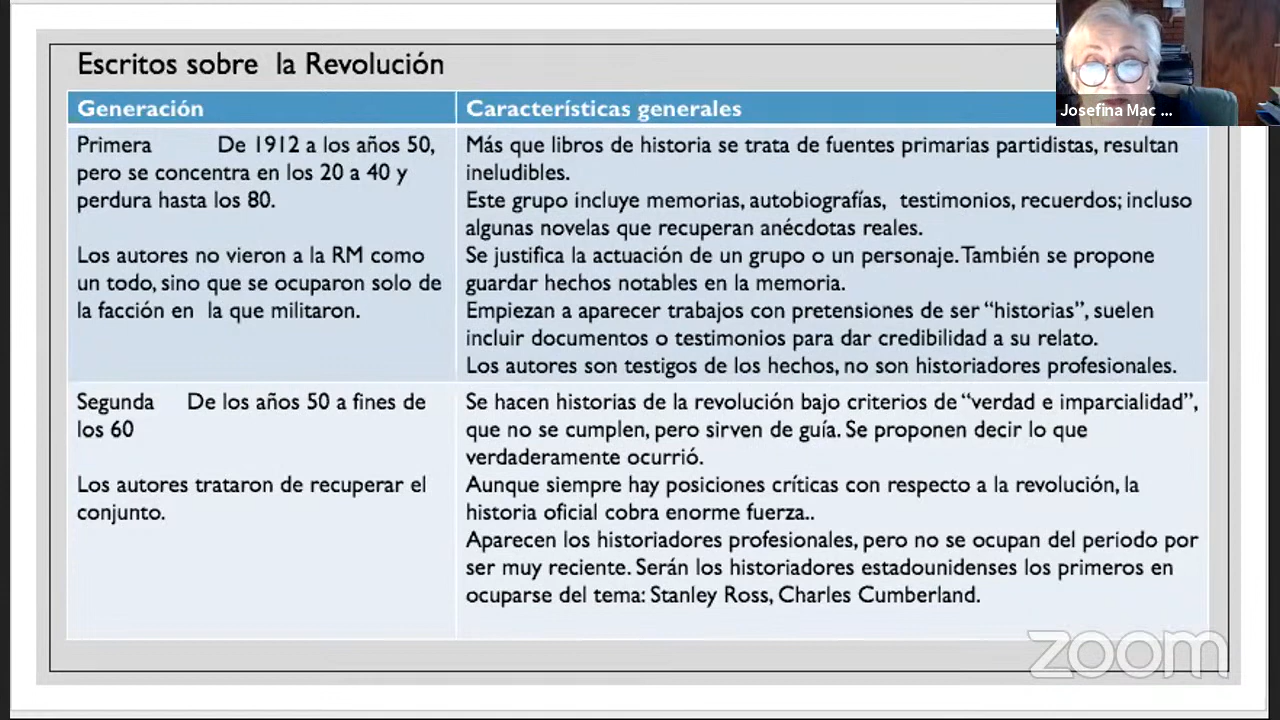 Escritos sobre la Revolución
Josefina Mac ...
Generación
Características generales
Primera De 1912 a los años 50,
pero se concentra en los 20 a 40 y
perdura hasta los 80.
Los autores no vieron a la RM como
un todo, sino que se ocuparon solo de
la facción en la que militaron.
Más que libros de historia se trata de fuentes primarias partidistas, resultan
ineludibles.
Este grupo incluye memorias, autobiografías, testimonios, recuerdos; incluso
algunas novelas que recuperan anécdotas reales.
Se justifica la actuación de un grupo o un personaje. También se propone
guardar hechos notables en la memoria.
Empiezan a aparecer trabajos con pretensiones de ser “historias”, suelen
incluir documentos o testimonios para dar credibilidad a su relato.
Los autores son testigos de los hechos, no son historiadores profesionales.
Segunda De los años 50 a fines de
los 60
Los autores trataron de recuperar el
conjunto.
Se hacen historias de la revolución bajo criterios de “verdad e imparcialidad”,
que no se cumplen, pero sirven de guía. Se proponen decir lo que
verdaderamente ocurrió.
Aunque siempre hay posiciones críticas con respecto a la revolución, la
historia oficial cobra enorme fuerza..
Aparecen los historiadores profesionales, pero no se ocupan del periodo por
ser muy reciente. Serán los historiadores estadounidenses los primeros en
ocuparse del tema: Stanley Ross, Charles Cumberland.
zoom